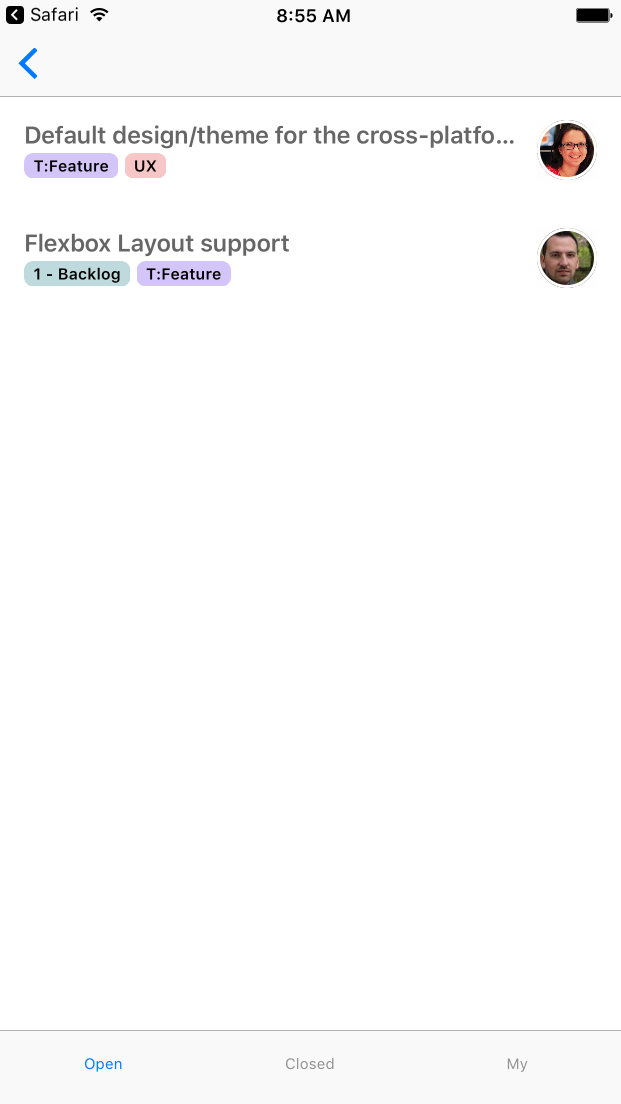 Safari 8:55 AM
Default design/theme for the cross-platfo...
T:Feature UX
Flexbox Layout support
1 - Backlog T:Feature
Open Closed My